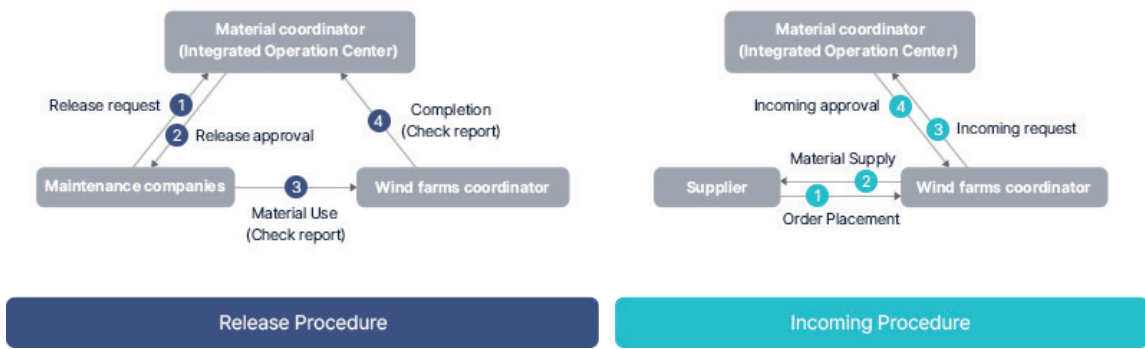 Material coordinator
(Integrated Operation Center)
Release request
1
2
Release approval
4
Completion
(Check report)
Maintenance companies
3
Wind farms coordinator
Material Use
(Check report)
Release Procedure
Material coordinator
(Integrated Operation Center)
Incoming approval
4
3
Incoming request
Material Supply
Supplier
2
1
Wind farms coordinator
Order Placement
Incoming Procedure